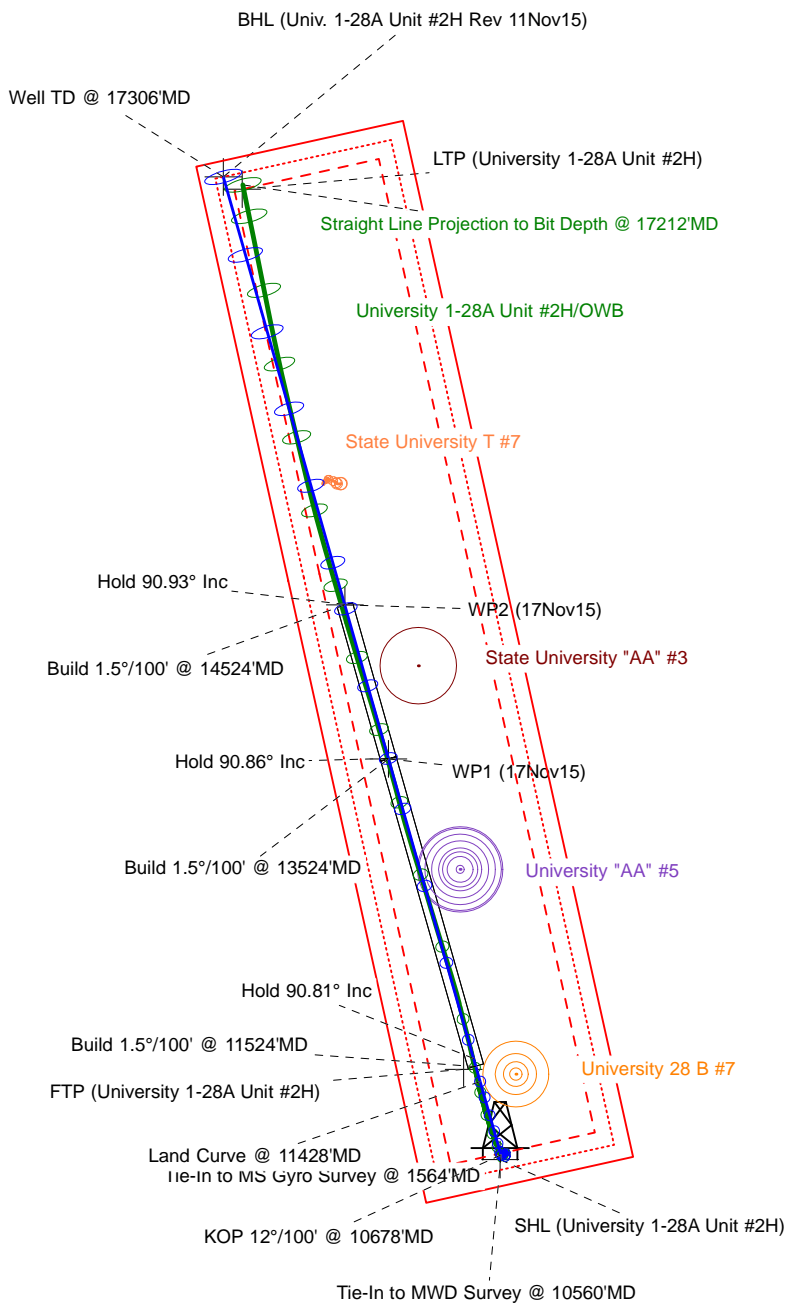 BHL (Univ. 1-28A Unit #2H Rev 11Nov15)
Well TD @ 17306'MD
LTP (University 1-28A Unit #2H)
Straight Line Projection to Bit Depth @ 17212'MD
University 1-28A Unit #2H/OWB
State University T #7
Hold 90.93° Inc
WP2 (17Nov15)
State University "AA" #3
Build 1.5°/100' @ 14524'MD
Hold 90.86° Inc
WP1 (17Nov15)
Build 1.5°/100' @ 13524'MD
University "AA" #5
Hold 90.81° Inc
Build 1.5°/100' @ 11524'MD
University 28 B #7
FTP (University 1-28A Unit #2H)
Land Curve @ 11428'MD
Tie-In to MS Gyro Survey @ 1564'MD
SHL (University 1-28A Unit #2H)
KOP 12°/100' @ 10678'MD
Tie-In to MWD Survey @ 10560'MD